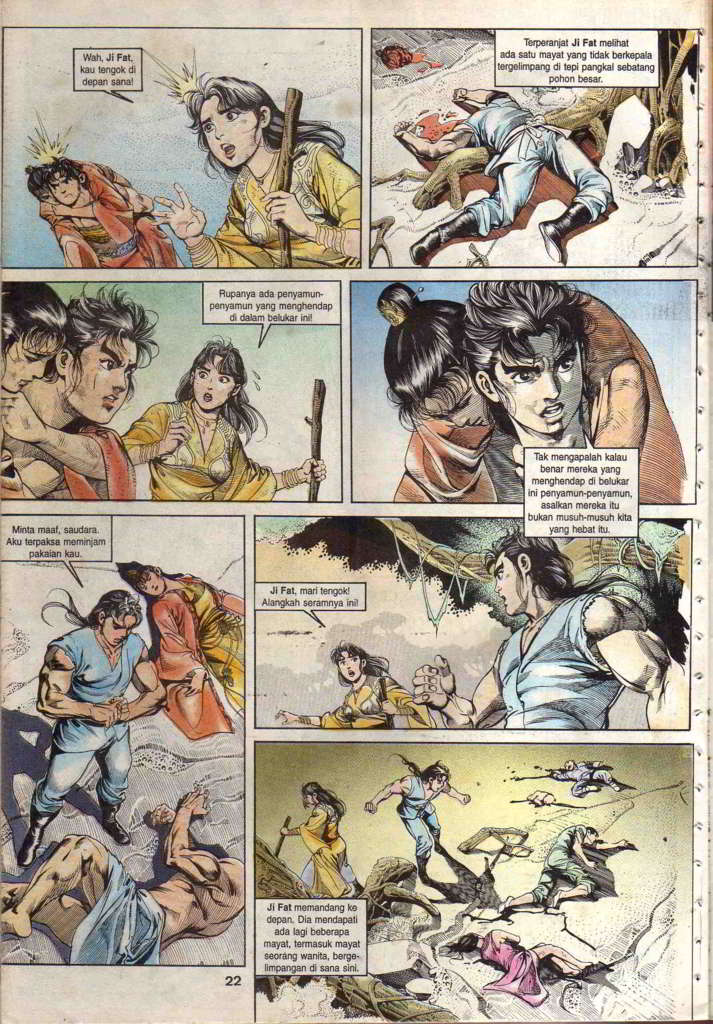 Wah, Ji Fat,
kau tengok di
depan sana!
Terperanjat Ji Fat melihat
ada satu mayat yang tidak berkepala
tergelimpang di tepi pangkal sebatang
pohon besar.
Rupanya ada penyamun-
penyamun yang menghendap
di dalam belukar ini!
Tak mengapalah kalau
benar mereka yang
menghendap di belukar
ini penyamun-penyamun,
asalkan mereka itu
bukan musuh-musuh kita
yang hebat itu.
Minta maaf, saudara.
Aku terpaksa meminjam
pakaian kau.
Ji Fat, mari tengok!
Alangkah seramnya ini!
Ji Fat memandang ke
depan. Dia mendapati
ada lagi beberapa
mayat, termasuk mayat
seorang wanita, berge-
limpangan di sana sini.
22